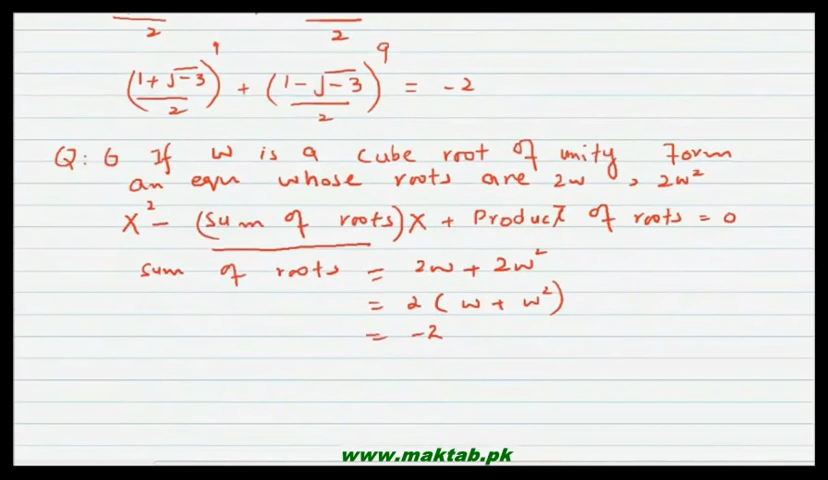 2 2
((1+√-3)/2)^9 + ((1-√-3)/2)^9 = -2
Q: 6 If w is a cube root of unity Form
an eqn whose roots are 2w, 2w²
X² - (Sum of roots)X + Product of roots = 0
Sum of roots = 2w + 2w²
= 2(w + w²)
= -2
www.maktab.pk